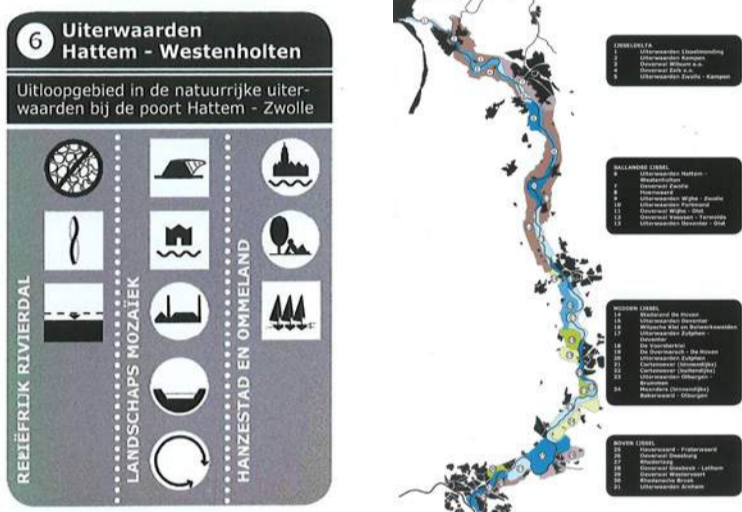 6
Uiterwaarden
Hattem - Westenholten
Uitloopgebied in de natuurrijke uiter-
waarden bij de poort Hattem - Zwolle
RELIËFRIJK RIVIERDAL
LANDSCHAPS MOZAÏEK
HANZESTAD EN OMMELAND
IJSSELDELTA
1 Uiterwaarden IJsselmonding
2 Uiterwaarden Kampen
3 Oeverwal Wilsum e.o.
4 Oeverwal Zalk e.o.
5 Uiterwaarden Zwolle - Kampen
SALLANDSE IJSSEL
6 Uiterwaarden Hattem -
Westenholten
7 Oeverwal Zwolle
8 Hoenwaard
9 Uiterwaarden Wijhe - Zwolle
10 Uiterwaarden Fortmond
11 Oeverwal Wijhe - Olst
12 Oeverwal Veessen - Terwolde
13 Uiterwaarden Deventer - Olst
MIDDEN IJSSEL
14 Stadsrand De Hoven
15 Uiterwaarden Deventer
16 Wilpsche Klei en
17 Uiterwaarden Zutphen -
Deventer
18 De Voorsterklei
19 De Overmarsch - De Hoven
20 Uiterwaarden Zutphen
21 Cortenoever (binnendijks)
22 Cortenoever (buitendijks)
23 Uiterwaarden Olburgen -
Brummen
24 Meanders (binnendijks)
Bakerwaard - Olburgen
BOVEN IJSSEL
25 Havikerwaard - Fraterwaard
26 Oeverwal Doesburg
27 Rhederlaag
28 Oeverwal Giesbeek - Lathum
29 Oeverwal Westervoort
30 Rhedensche Broek
31 Uiterwaarden Arnhem